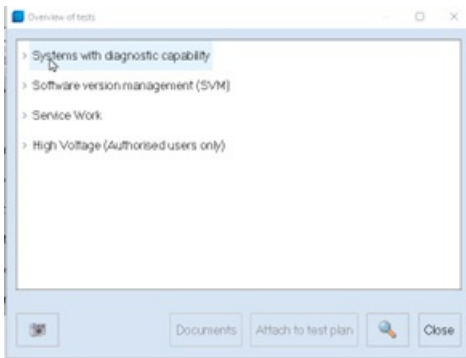 Overview of tests
Systems with diagnostic capability
Software version management (SVM)
Service Work
High Voltage (Authorised users only)
Documents
Attach to test plan
Close